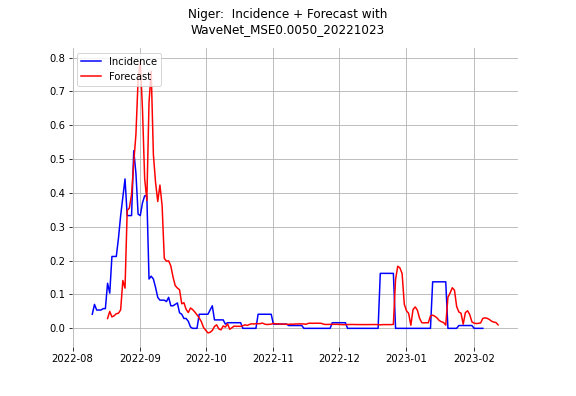 Niger:  Incidence + Forecast with
WaveNet_MSE0.0050_20221023
Incidence
Forecast
0.8
0.7
0.6
0.5
0.4
0.3
0.2
0.1
0.0
2022-08 2022-09 2022-10 2022-11 2022-12 2023-01 2023-02